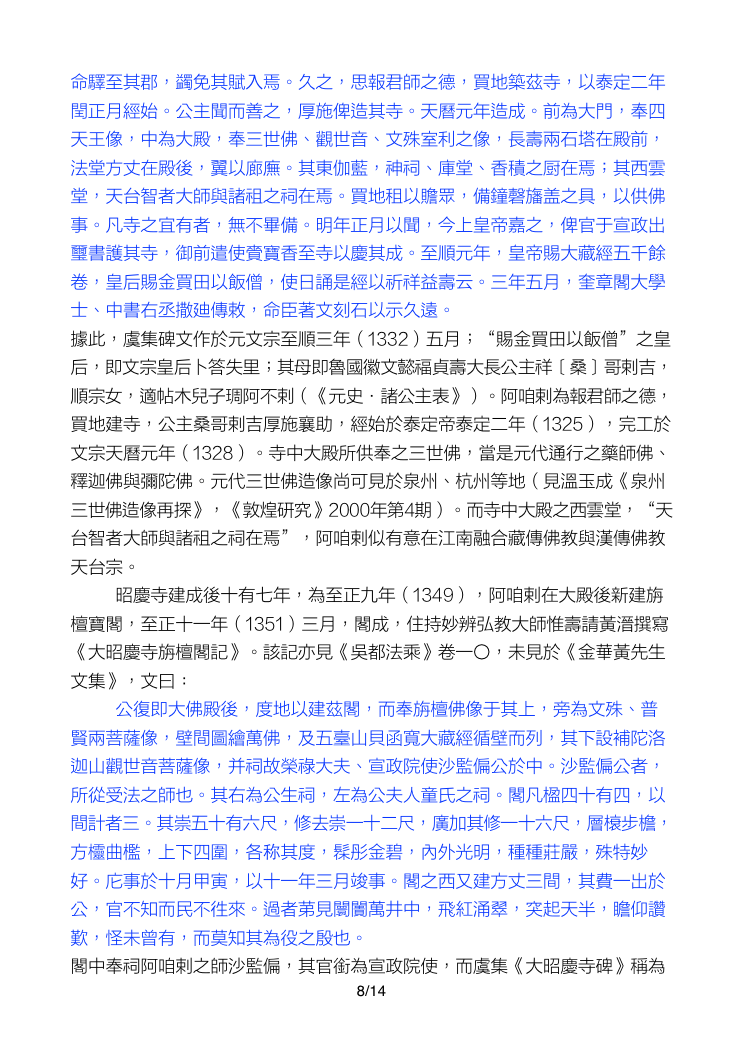 命驛至其郡，蠲免其賦入焉。久之，思報君師之德，買地築茲寺，以泰定二年
閏正月經始。公主聞而善之，厚施俾造其寺。天曆元年造成。前為大門，奉四
天王像，中為大殿，奉三世佛、觀世音、文殊室利之像，長壽兩石塔在殿前，
法堂方丈在殿後，翼以廊廡。其東伽藍，神祠、庫堂、香積之厨在焉；其西雲
堂，天台智者大師與諸祖之祠在焉。買地租以贍眾，備鐘磬旛盖之具，以供佛
事。凡寺之宜有者，無不畢備。明年正月以聞，今上皇帝嘉之，俾官于宣政出
璽書護其寺，御前遣使賫寶香至寺以慶其成。至順元年，皇帝賜大藏經五千餘
卷，皇后賜金買田以飯僧，使日誦是經以祈祥益壽云。三年五月，奎章閣大學
士、中書右丞撒廸傳敕，命臣著文刻石以示久遠。
據此，虞集碑文作於元文宗至順三年（1332）五月；“賜金買田以飯僧”之皇
后，即文宗皇后卜答失里；其母即魯國徽文懿福貞壽大長公主祥［桑］哥剌吉，
順宗女，適帖木兒子琱阿不剌（《元史．諸公主表》）。阿咱剌為報君師之德，
買地建寺，公主桑哥剌吉厚施襄助，經始於泰定帝泰定二年（1325），完工於
文宗天曆元年（1328）。寺中大殿所供奉之三世佛，當是元代通行之藥師佛、
釋迦佛與彌陀佛。元代三世佛造像尚可見於泉州、杭州等地（見溫玉成《泉州
三世佛造像再探》，《敦煌研究》2000年第4期）。而寺中大殿之西雲堂，“天
台智者大師與諸祖之祠在焉”，阿咱剌似有意在江南融合藏傳佛教與漢傳佛教
天台宗。
昭慶寺建成後十有七年，為至正九年（1349），阿咱剌在大殿後新建旃
檀寶閣，至正十一年（1351）三月，閣成，住持妙辨弘教大師惟壽請黃溍撰寫
《大昭慶寺旃檀閣記》。該記亦見《吳都法乘》卷一〇，未見於《金華黃先生
文集》，文曰：
公復即大佛殿後，度地以建茲閣，而奉旃檀佛像于其上，旁為文殊、普
賢兩菩薩像，壁間圖繪萬佛，及五臺山貝函寬大藏經循壁而列，其下設補陀洛
迦山觀世音菩薩像，并祠故榮祿大夫、宣政院使沙監偏公於中。沙監偏公者，
所從受法之師也。其右為公生祠，左為公夫人童氏之祠。閣凡楹四十有四，以
間計者三。其崇五十有六尺，修去崇一十二尺，廣加其修一十六尺，層榱步檐，
方櫺曲檻，上下四圍，各称其度，髹彤金碧，內外光明，種種莊嚴，殊特妙
好。庀事於十月甲寅，以十一年三月竣事。閣之西又建方丈三間，其費一出於
公，官不知而民不徃來。過者苐見闤闠萬井中，飛紅涌翠，突起天半，瞻仰讚
歎，怪未曾有，而莫知其為役之殷也。
閣中奉祠阿咱剌之師沙監偏，其官銜為宣政院使，而虞集《大昭慶寺碑》稱為
8/14